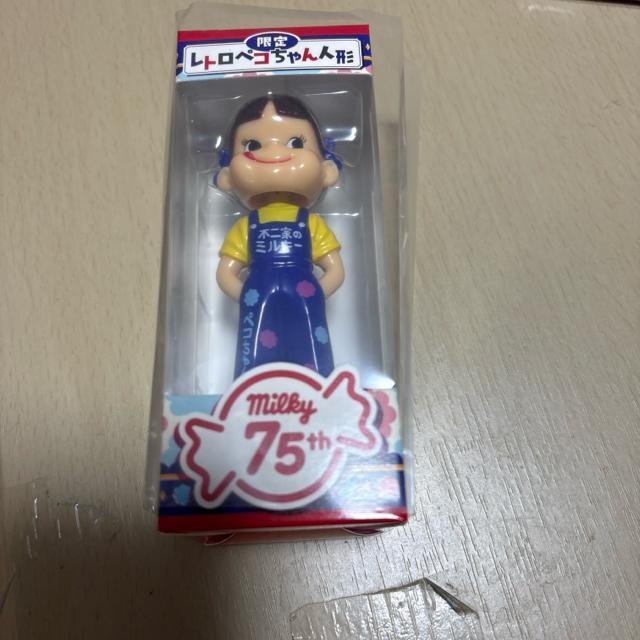 限定
レトロペコちゃん人形
不二家の
ミルキー
ペコちゃ
milky
75th